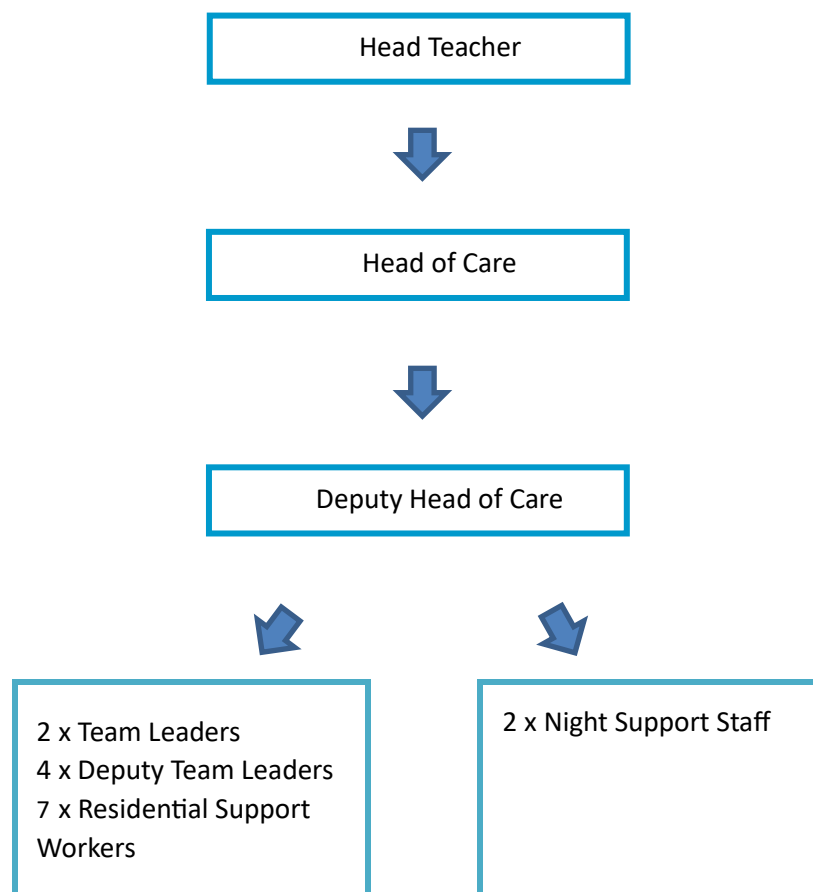 Head Teacher
Head of Care
Deputy Head of Care
2 x Team Leaders
4 x Deputy Team Leaders
7 x Residential Support
Workers
2 x Night Support Staff